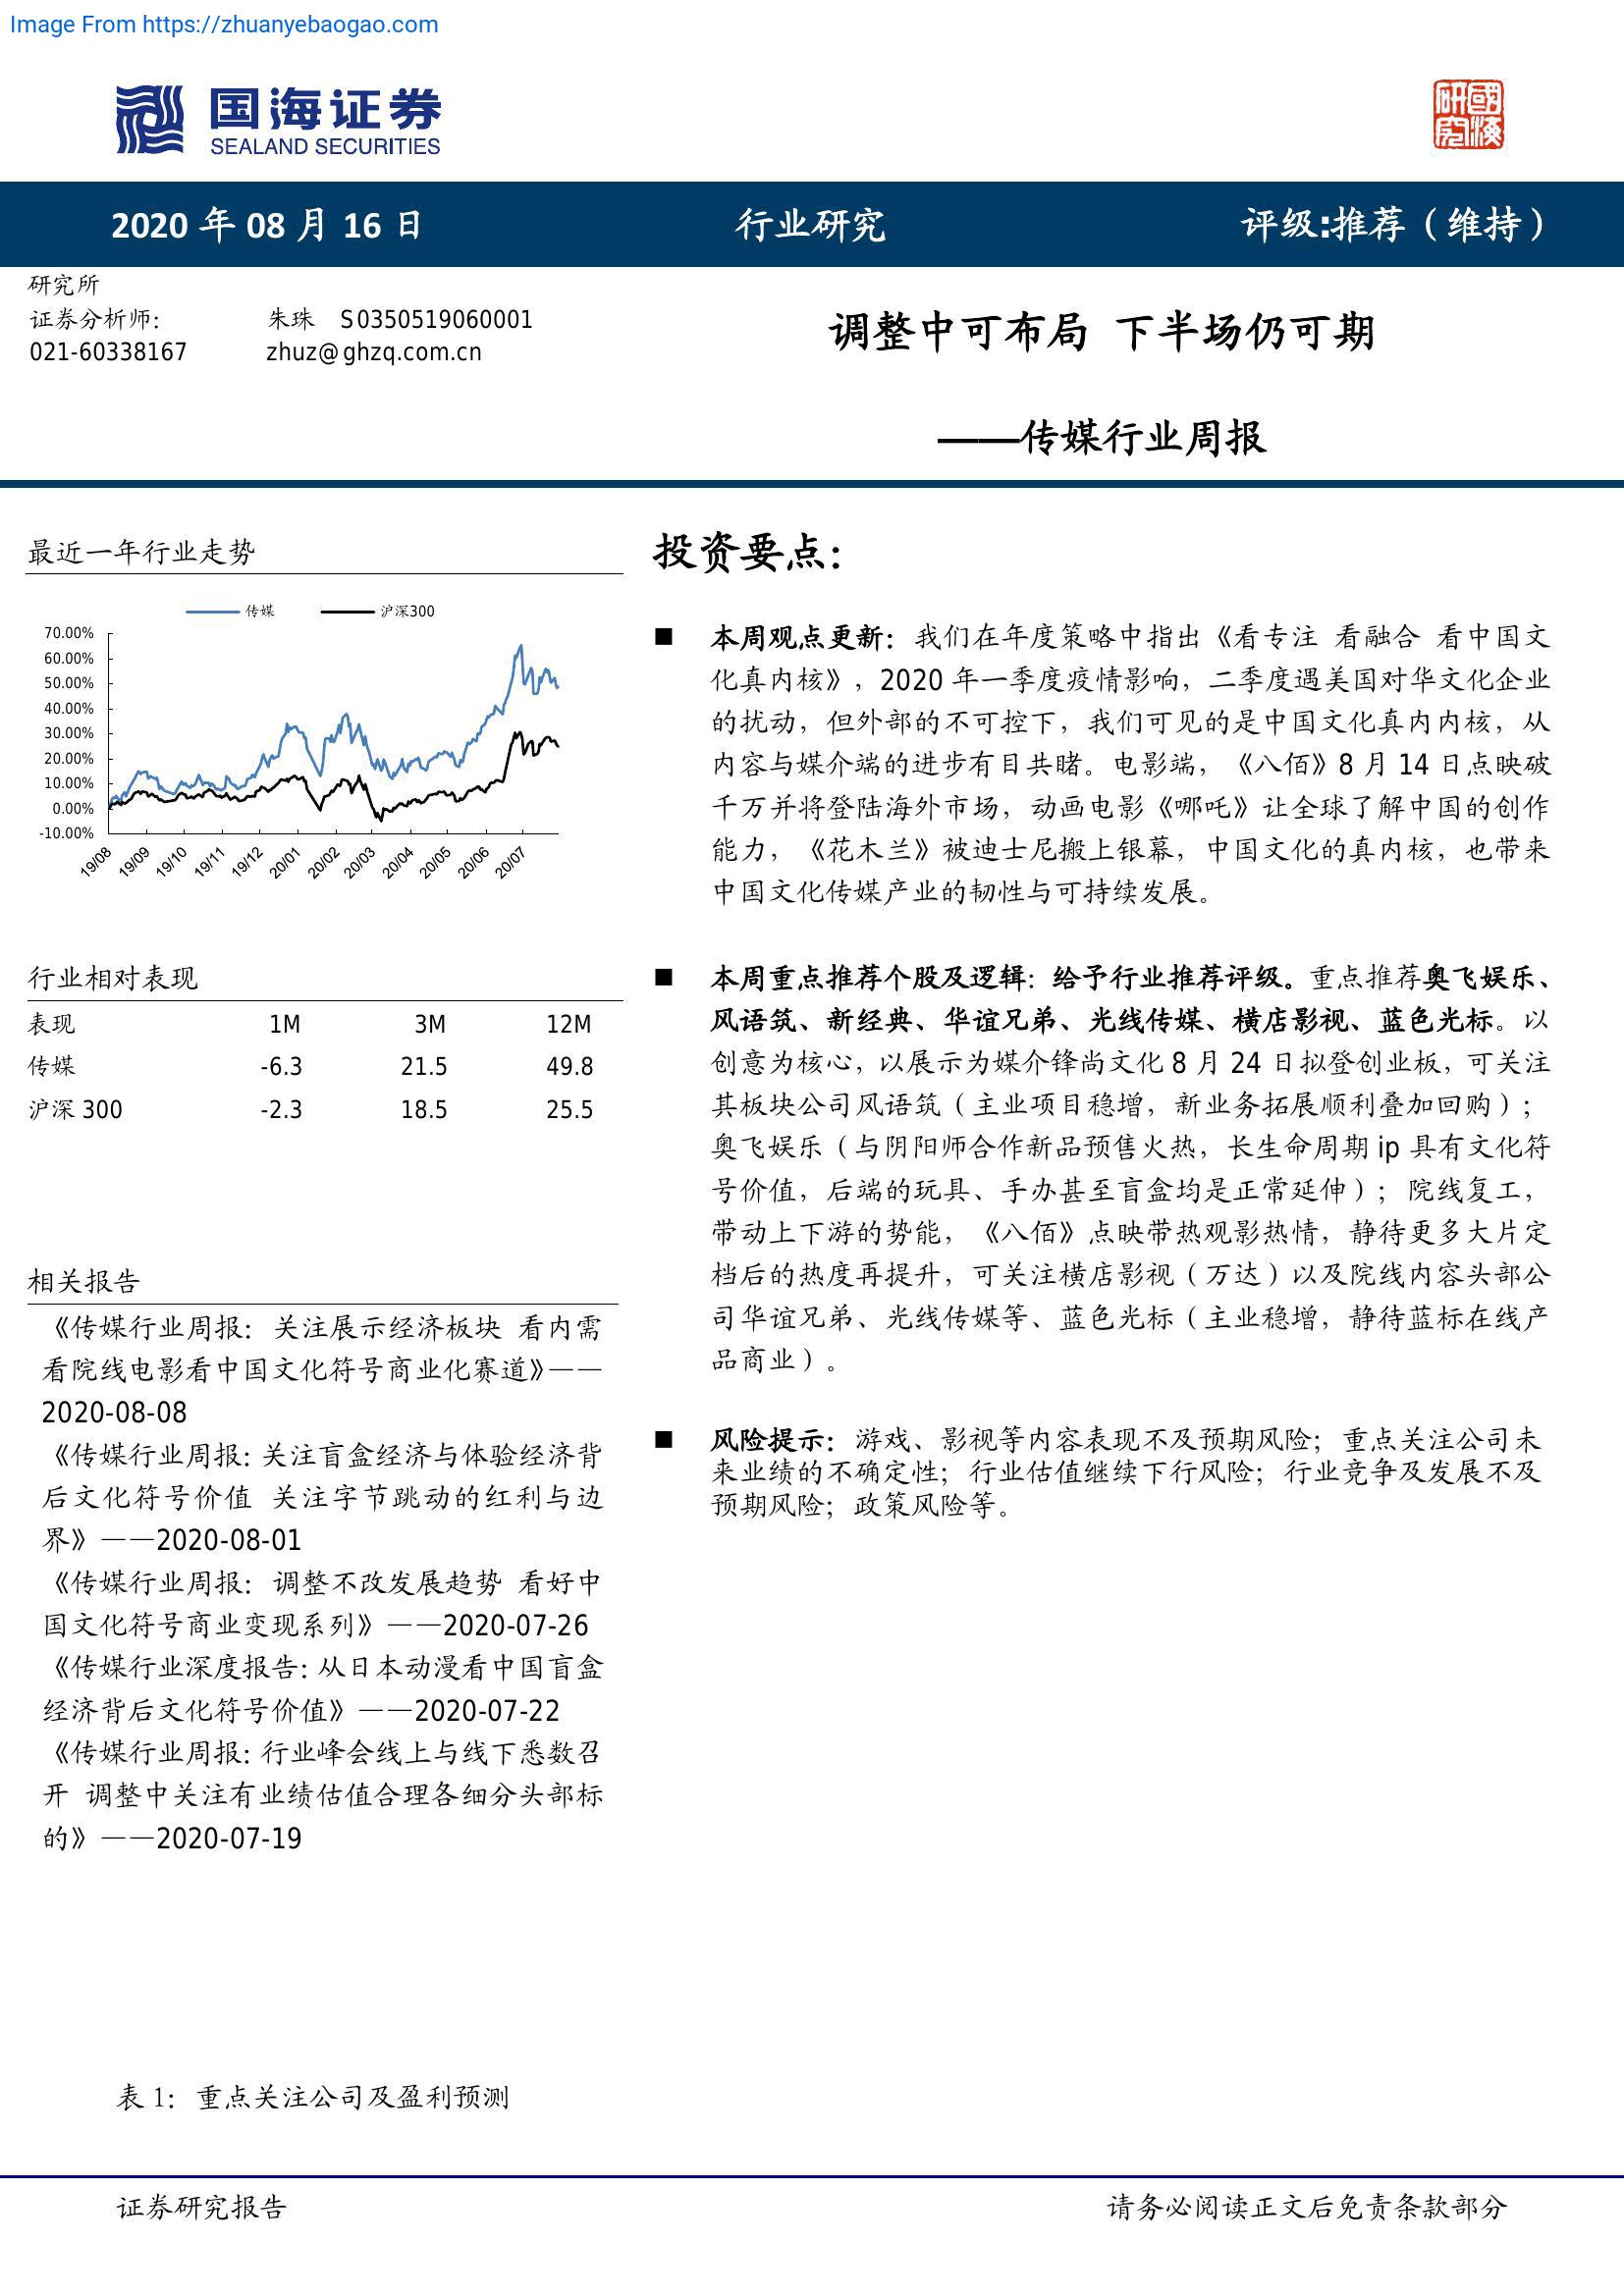 Image From https://zhuanyebaogao.com
国海证券
SEALAND SECURITIES
研國
究海
2020 年 08 月 16 日
行业研究
评级:推荐（维持）
研究所
证券分析师: 朱珠 S0350519060001
021-60338167 zhuz@ghzq.com.cn
调整中可布局 下半场仍可期
——传媒行业周报
最近一年行业走势
传媒 沪深300
70.00%
60.00%
50.00%
40.00%
30.00%
20.00%
10.00%
0.00%
-10.00%
19/08 19/09 19/10 19/11 19/12 20/01 20/02 20/03 20/04 20/05 20/06 20/07
行业相对表现
表现 1M 3M 12M
传媒 -6.3 21.5 49.8
沪深 300 -2.3 18.5 25.5
相关报告
《传媒行业周报：关注展示经济板块 看内需
看院线电影看中国文化符号商业化赛道》——
2020-08-08
《传媒行业周报：关注盲盒经济与体验经济背
后文化符号价值 关注字节跳动的红利与边
界》——2020-08-01
《传媒行业周报：调整不改发展趋势 看好中
国文化符号商业变现系列》——2020-07-26
《传媒行业深度报告：从日本动漫看中国盲盒
经济背后文化符号价值》——2020-07-22
《传媒行业周报：行业峰会线上与线下悉数召
开 调整中关注有业绩估值合理各细分头部标
的》——2020-07-19
投资要点：
■ 本周观点更新：我们在年度策略中指出《看专注 看融合 看中国文
化真内核》，2020 年一季度疫情影响，二季度遇美国对华文化企业
的扰动，但外部的不可控下，我们可见的是中国文化真内内核，从
内容与媒介端的进步有目共睹。电影端，《八佰》8 月 14 日点映破
千万并将登陆海外市场，动画电影《哪吒》让全球了解中国的创作
能力，《花木兰》被迪士尼搬上银幕，中国文化的真内核，也带来
中国文化传媒产业的韧性与可持续发展。
■ 本周重点推荐个股及逻辑：给予行业推荐评级。重点推荐奥飞娱乐、
风语筑、新经典、华谊兄弟、光线传媒、横店影视、蓝色光标。以
创意为核心，以展示为媒介锋尚文化 8 月 24 日拟登创业板，可关注
其板块公司风语筑（主业项目稳增，新业务拓展顺利叠加回购）；
奥飞娱乐（与阴阳师合作新品预售火热，长生命周期 ip 具有文化符
号价值，后端的玩具、手办甚至盲盒均是正常延伸）；院线复工，
带动上下游的势能，《八佰》点映带热观影热情，静待更多大片定
档后的热度再提升，可关注横店影视（万达）以及院线内容头部公
司华谊兄弟、光线传媒等、蓝色光标（主业稳增，静待蓝标在线产
品商业）。
■ 风险提示：游戏、影视等内容表现不及预期风险；重点关注公司未
来业绩的不确定性；行业估值继续下行风险；行业竞争及发展不及
预期风险；政策风险等。
表 1：重点关注公司及盈利预测
证券研究报告
请务必阅读正文后免责条款部分